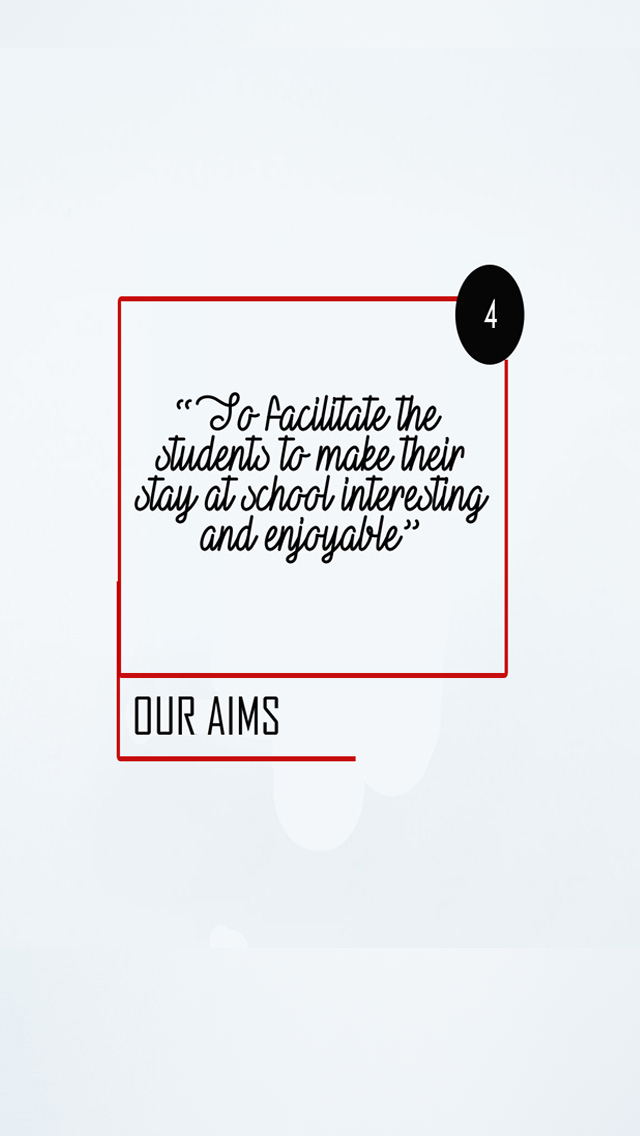 4
“To facilitate the
students to make their
stay at school interesting
and enjoyable”
OUR AIMS